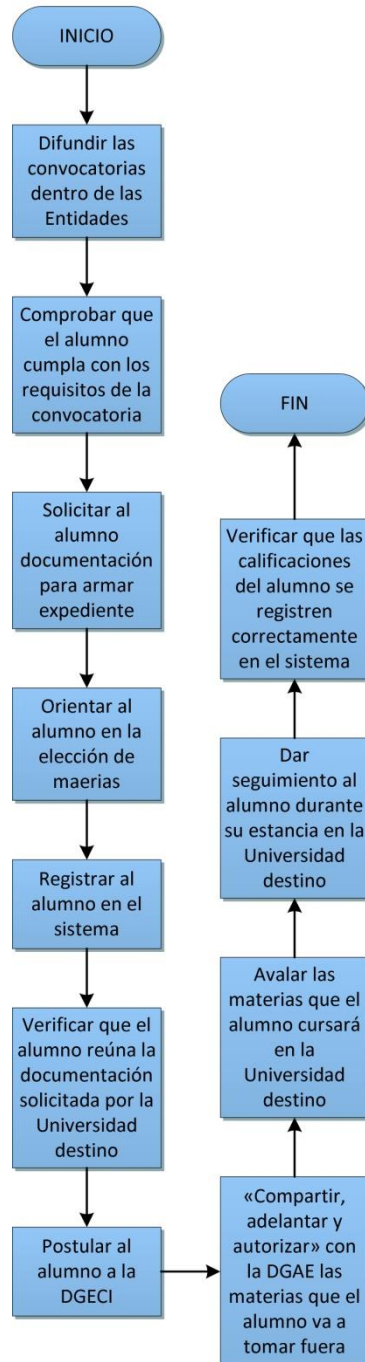 INICIO
Difundir las
convocatorias
dentro de las
Entidades
Comprobar que
el alumno
cumpla con los
requisitos de la
convocatoria
Solicitar al
alumno
documentación
para armar
expediente
Orientar al
alumno en la
elección de
maerias
Registrar al
alumno en el
sistema
Verificar que el
alumno reúna la
documentación
solicitada por la
Universidad
destino
Postular al
alumno a la
DGECI
«Compartir,
adelantar y
autorizar» con
la DGAE las
materias que el
alumno va a
tomar fuera
Avalar las
materias que el
alumno cursará
en la
Universidad
destino
Dar
seguimiento al
alumno durante
su estancia en la
Universidad
destino
Verificar que las
calificaciones
del alumno se
registren
correctamente
en el sistema
FIN